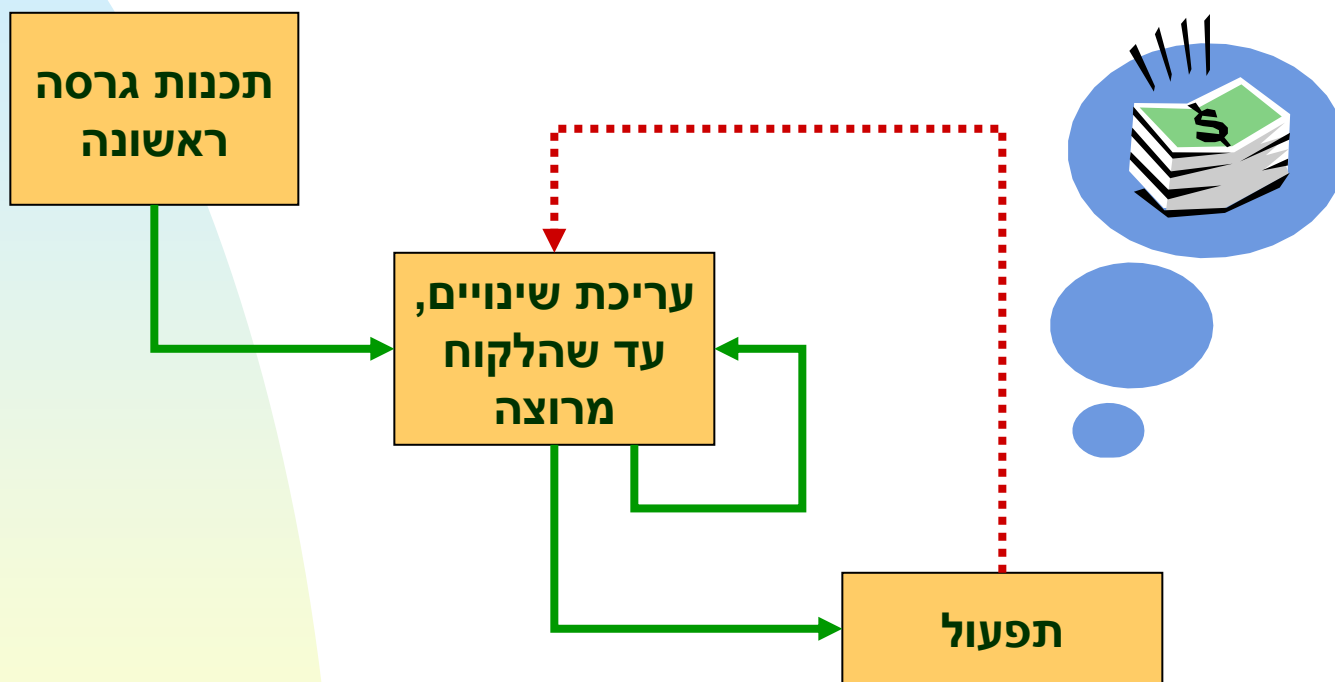 תכנות גרסה
ראשונה
עריכת שינויים,
עד שהלקוח
מרוצה
תפעול
$